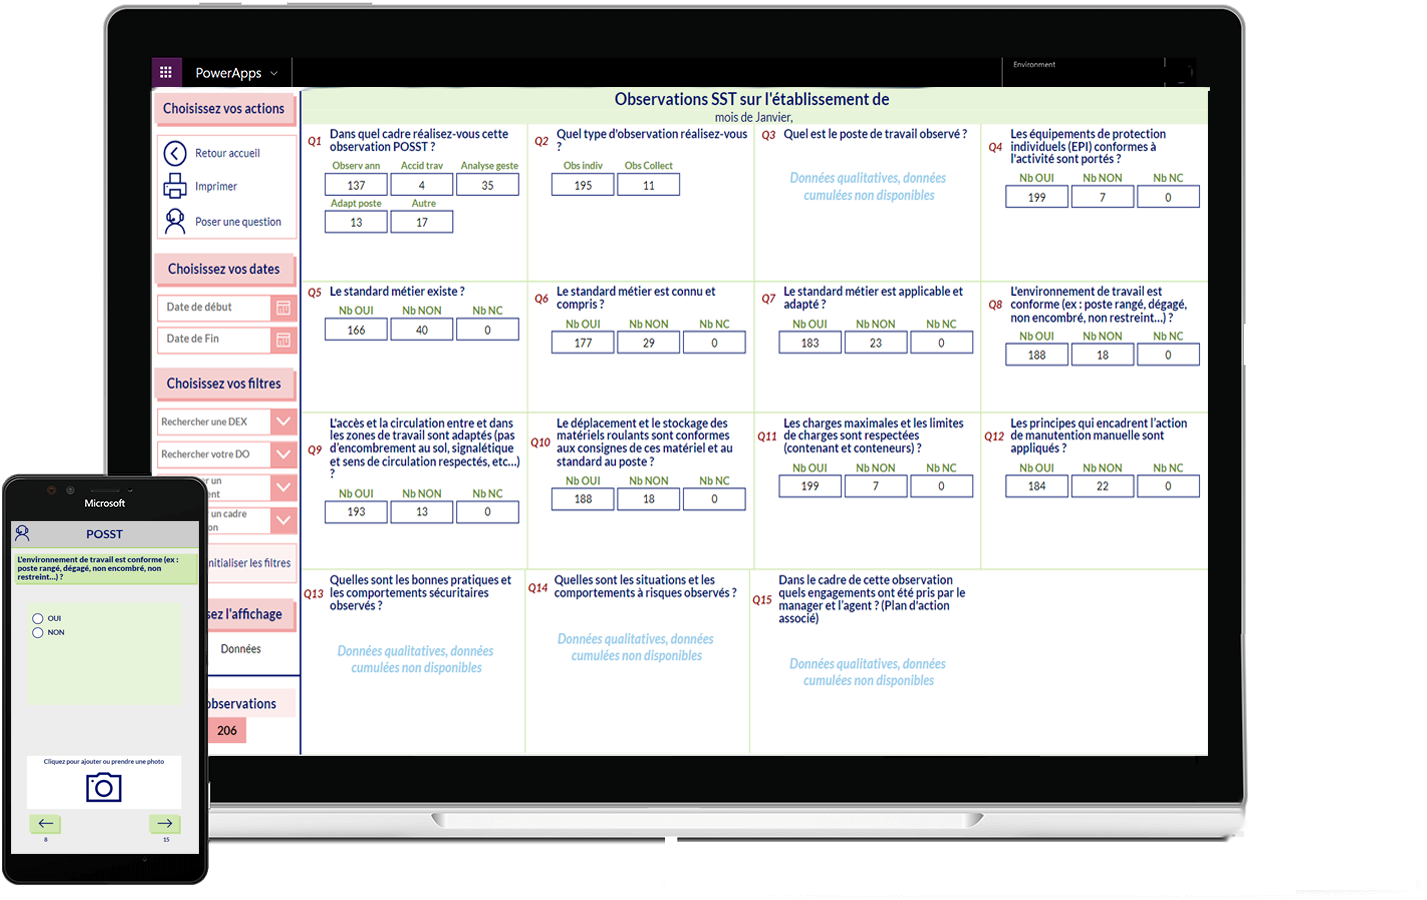 PowerApps
Environment
Choisissez vos actions
Retour accueil
Imprimer
Poser une question
Choisissez vos dates
Date de début
Date de Fin
Choisissez vos filtres
Rechercher une DEX
Rechercher votre DO
un
ent
un cadre
on
nitialiser les filtres
sez l'affichage
Données
observations
206
Observations SST sur l'établissement de
mois de Janvier,
Q1
Dans quel cadre réalisez-vous cette
observation POSST ?
Observ ann Accid trav Analyse geste
137 4 35
Adapt poste Autre
13 17
Q2
Quel type d'observation réalisez-vous
?
Obs indiv Obs Collect
195 11
Q3
Quel est le poste de travail observé ?
Données qualitatives, données
cumulées non disponibles
Q4
Les équipements de protection
individuels (EPI) conformes à
l'activité sont portés ?
Nb OUI Nb NON Nb NC
199 7 0
Q5
Le standard métier existe ?
Nb OUI Nb NON Nb NC
166 40 0
Q6
Le standard métier est connu et
compris ?
Nb OUI Nb NON Nb NC
177 29 0
Q7
Le standard métier est applicable et
adapté ?
Nb OUI Nb NON Nb NC
183 23 0
Q8
L'environnement de travail est
conforme (ex : poste rangé, dégagé,
non encombré, non restreint...) ?
Nb OUI Nb NON Nb NC
188 18 0
Q9
L'accès et la circulation entre et dans
les zones de travail sont adaptés (pas
d'encombrement au sol, signalétique
et sens de circulation respectés, etc...)
?
Nb OUI Nb NON Nb NC
193 13 0
Q10
Le déplacement et le stockage des
matériels roulants sont conformes
aux consignes de ces matériel et au
standard au poste ?
Nb OUI Nb NON Nb NC
188 18 0
Q11
Les charges maximales et les limites
de charges sont respectées
(contenant et conteneurs) ?
Nb OUI Nb NON Nb NC
199 7 0
Q12
Les principes qui encadrent l'action
de manutention manuelle sont
appliqués ?
Nb OUI Nb NON Nb NC
184 22 0
Q13
Quelles sont les bonnes pratiques et
les comportements sécuritaires
observés ?
Données qualitatives, données
cumulées non disponibles
Q14
Quelles sont les situations et les
comportements à risques observés ?
Données qualitatives, données
cumulées non disponibles
Q15
Dans le cadre de cette observation
quels engagements ont été pris par le
manager et l'agent ? (Plan d'action
associé)
Données qualitatives, données
cumulées non disponibles
Microsoft
POSST
L'environnement de travail est conforme (ex :
poste rangé, dégagé, non encombré, non
restreint...) ?
OUI
NON
Cliquez pour ajouter ou prendre une photo
8 15